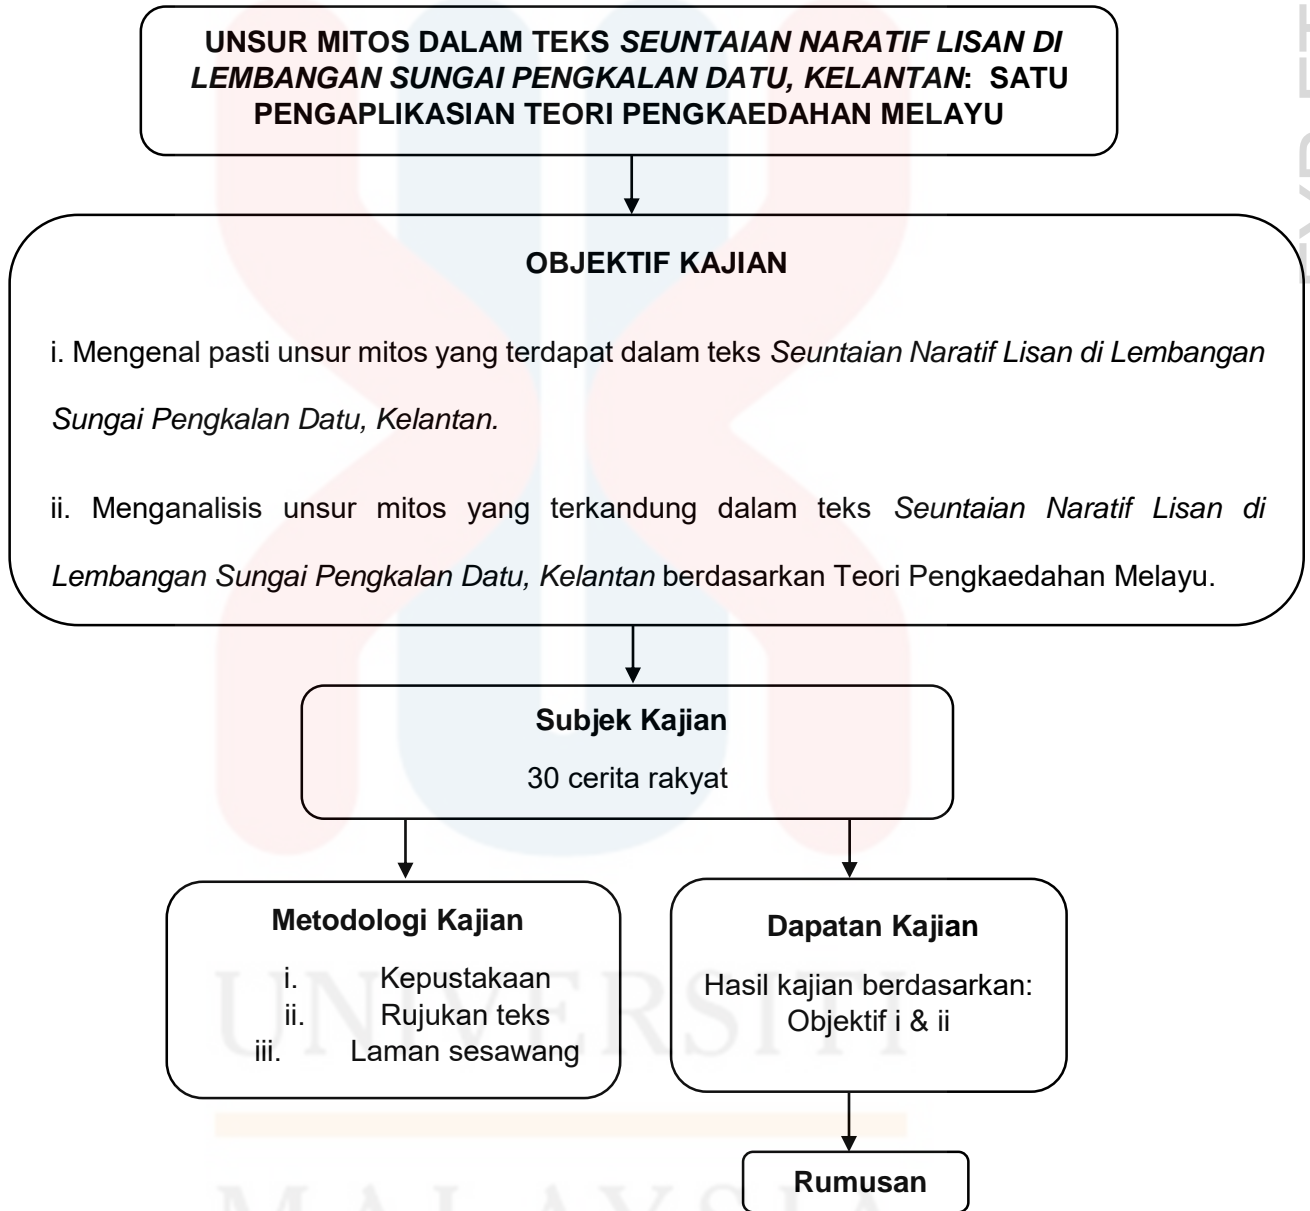 UNSUR MITOS DALAM TEKS SEUNTAIAN NARATIF LISAN DI
LEMBANGAN SUNGAI PENGKALAN DATU, KELANTAN: SATU
PENGAPLIKASIAN TEORI PENGKAEDAHAN MELAYU
OBJEKTIF KAJIAN
i. Mengenal pasti unsur mitos yang terdapat dalam teks Seuntaian Naratif Lisan di Lembangan
Sungai Pengkalan Datu, Kelantan.
ii. Menganalisis unsur mitos yang terkandung dalam teks Seuntaian Naratif Lisan di
Lembangan Sungai Pengkalan Datu, Kelantan berdasarkan Teori Pengkaedahan Melayu.
Subjek Kajian
30 cerita rakyat
Metodologi Kajian
i. Kepustakaan
ii. Rujukan teks
iii. Laman sesawang
Dapatan Kajian
Hasil kajian berdasarkan:
Objektif i & ii
Rumusan
UNIVERSITI
MALAYSIA